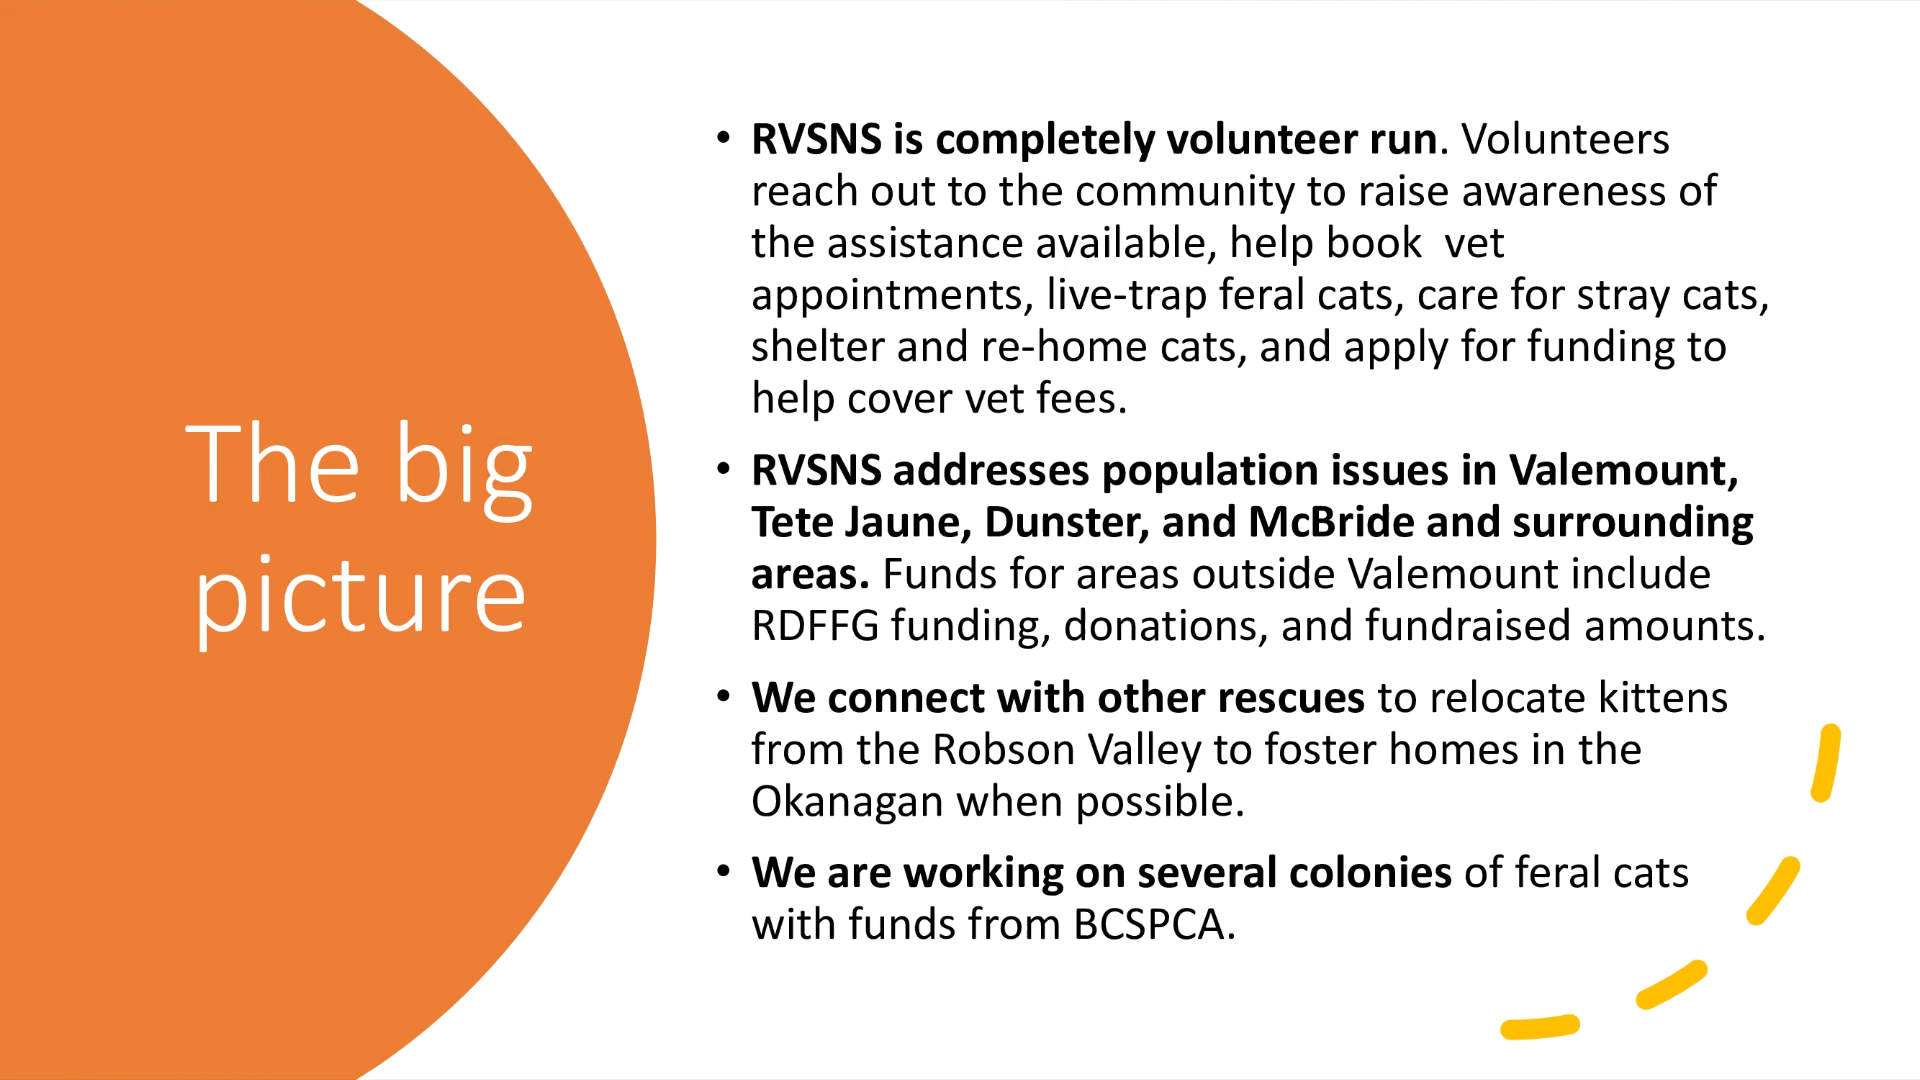 The big
picture
• RVSNS is completely volunteer run. Volunteers
reach out to the community to raise awareness of
the assistance available, help book  vet
appointments, live-trap feral cats, care for stray cats,
shelter and re-home cats, and apply for funding to
help cover vet fees.
• RVSNS addresses population issues in Valemount,
Tete Jaune, Dunster, and McBride and surrounding
areas. Funds for areas outside Valemount include
RDFFG funding, donations, and fundraised amounts.
• We connect with other rescues to relocate kittens
from the Robson Valley to foster homes in the
Okanagan when possible.
• We are working on several colonies of feral cats
with funds from BCSPCA.